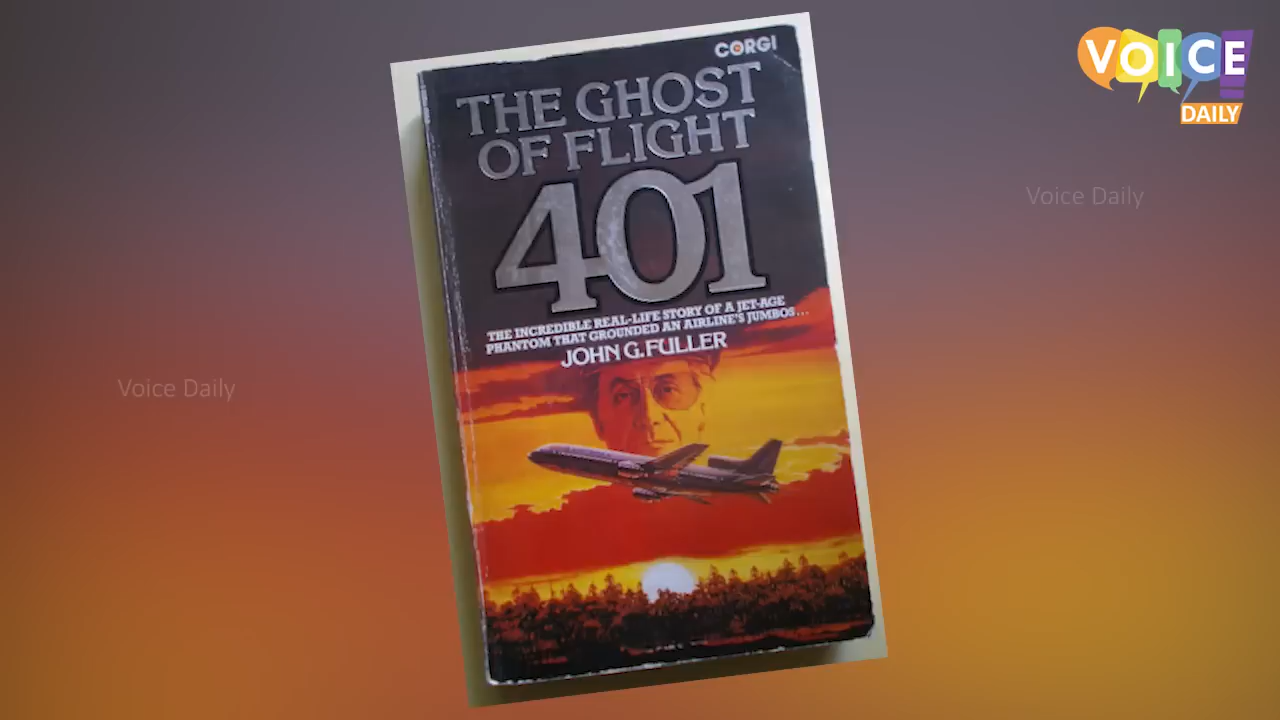 CORGI
THE GHOST
OF FLIGHT
401
THE INCREDIBLE REAL-LIFE STORY OF A JET-AGE
PHANTOM THAT GROUNDED AN AIRLINE'S JUMBOS...
JOHN G. FULLER
VOICE
DAILY
Voice Daily
Voice Daily